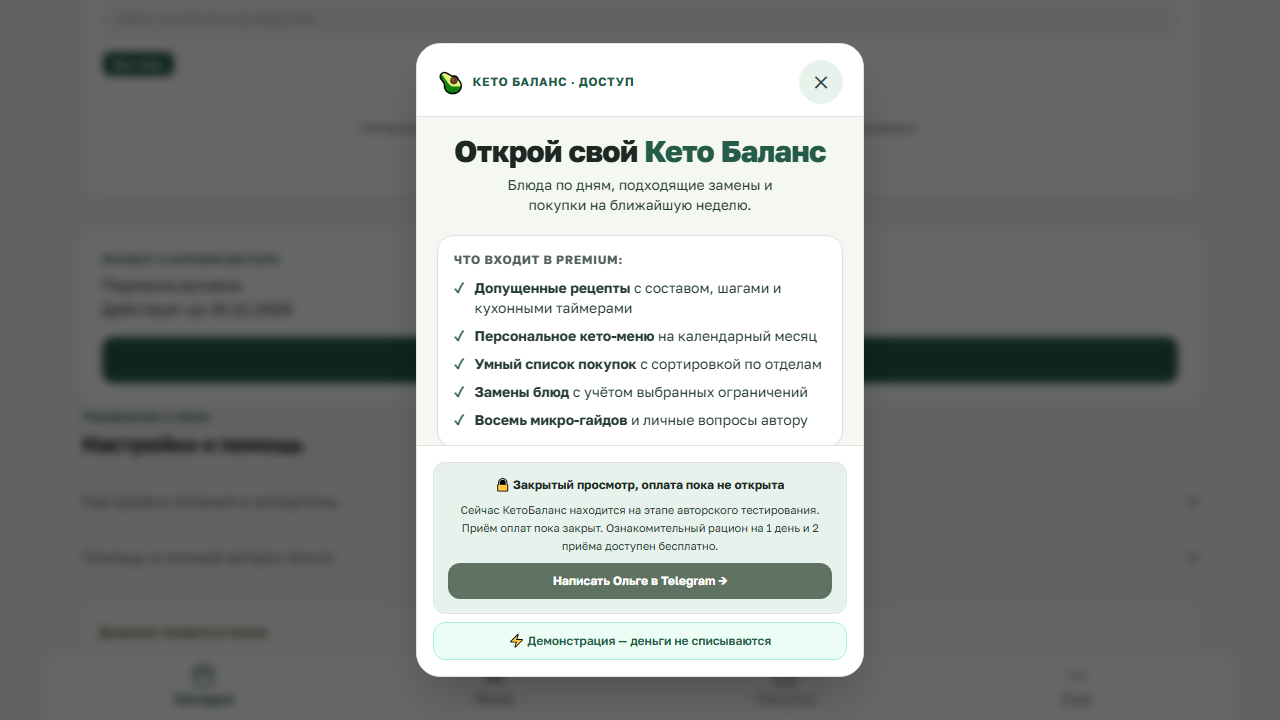 КЕТО БАЛАНС · ДОСТУП
Открой свой Кето Баланс
Блюда по дням, подходящие замены и
покупки на ближайшую неделю.
ЧТО ВХОДИТ В PREMIUM:
✓ Допущенные рецепты с составом, шагами и
кухонными таймерами
✓ Персональное кето-меню на календарный месяц
✓ Умный список покупок с сортировкой по отделам
✓ Замены блюд с учётом выбранных ограничений
✓ Восемь микро-гайдов и личные вопросы автору
🔒 Закрытый просмотр, оплата пока не открыта
Сейчас КетоБаланс находится на этапе авторского тестирования.
Приём оплат пока закрыт. Ознакомительный рацион на 1 день и 2
приёма доступен бесплатно.
Написать Ольге в Telegram →
⚡ Демонстрация — деньги не списываются
Настройки и помощь